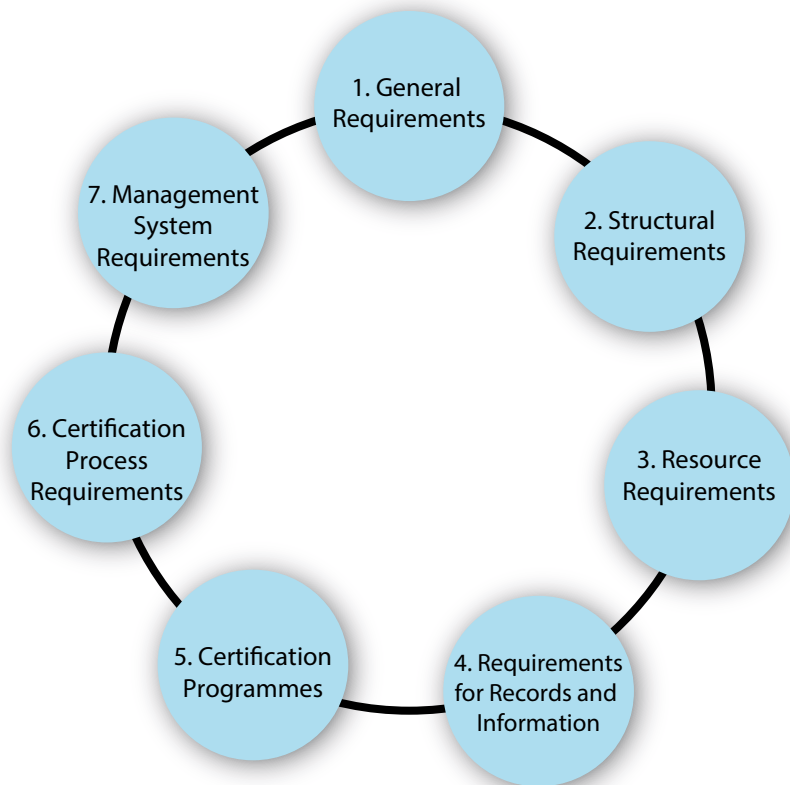 1. General
Requirements
2. Structural
Requirements
3. Resource
Requirements
4. Requirements
for Records and
Information
5. Certification
Programmes
6. Certification
Process
Requirements
7. Management
System
Requirements